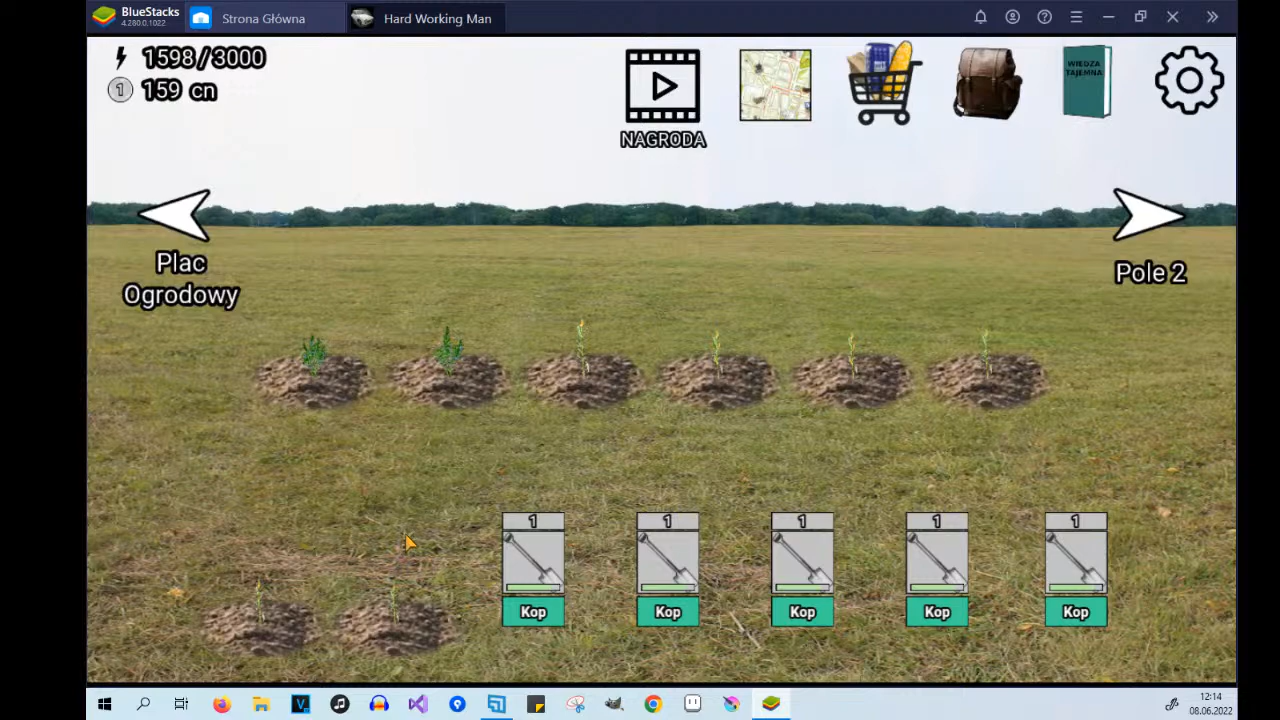 BlueStacks
4.280.0.1022
Strona Główna
Hard Working Man
1598/3000
1
159 cn
NAGRODA
WIEDZA
TAJEMNA
Plac
Ogrodowy
Pole 2
1
1
1
1
1
Kop
Kop
Kop
Kop
Kop
12:14
08.06.2022